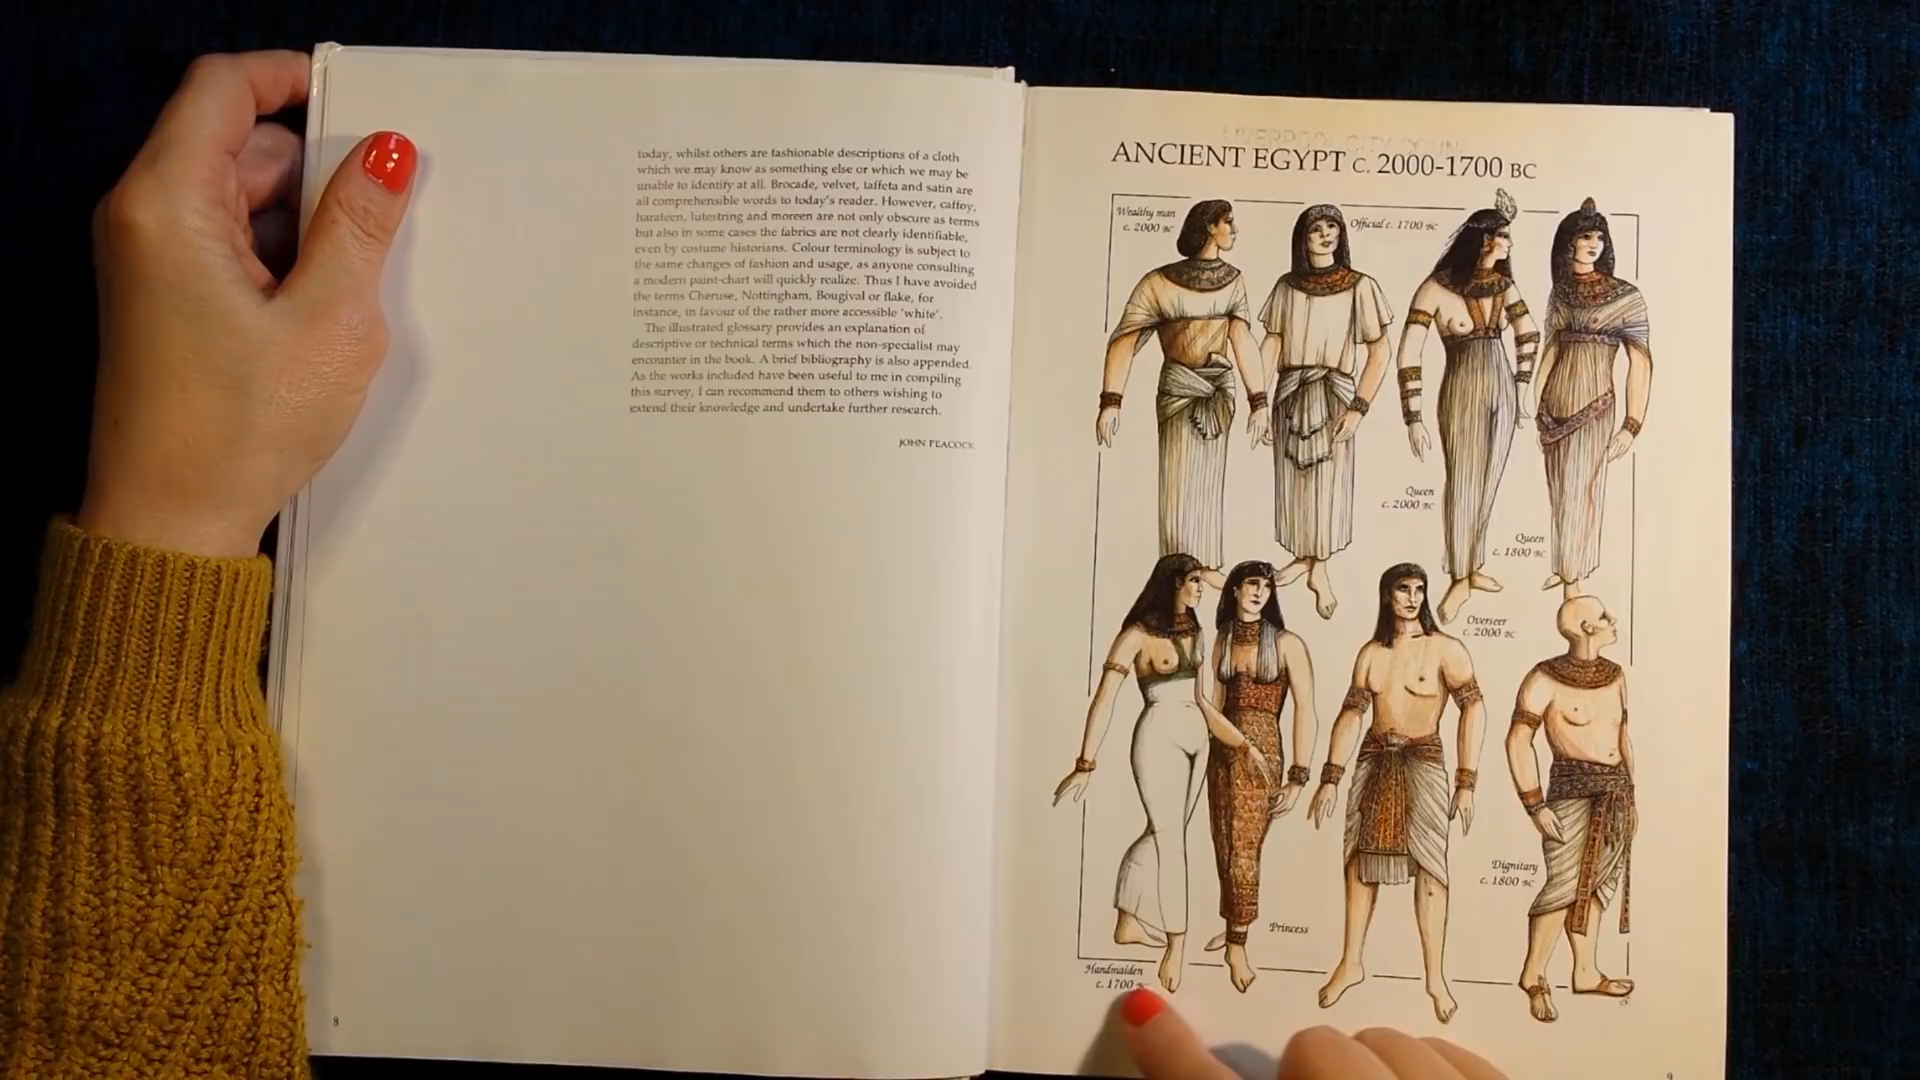 today, whilst others are fashionable descriptions of a cloth
which we may know as something else or which we may be
unable to identify at all. Brocade, velvet, taffeta and satin are
all comprehensible words to today's reader. However, caffoy,
harateen, lutestring and moreen are not only obscure as terms
but also in some cases the fabrics are not clearly identifiable,
even by costume historians. Colour terminology is subject to
the same changes of fashion and usage, as anyone consulting
a modern paint-chart will quickly realize. Thus I have avoided
the terms Cheruse, Nottingham, Bougival or flake, for
instance, in favour of the rather more accessible 'white'.
The illustrated glossary provides an explanation of
descriptive or technical terms which the non-specialist may
encounter in the book. A brief bibliography is also appended.
As the works included have been useful to me in compiling
this survey, I can recommend them to others wishing to
extend their knowledge and undertake further research.
JOHN PEACOCK
8
LIVERPOOL CITY
ANCIENT EGYPT C. 2000-1700 BC
Wealthy man
c. 2000 BC
Official c. 1700 BC
Queen
c. 2000 BC
Queen
c. 1800 BC
Overseer
c. 2000 BC
Dignitary
c. 1800 BC
Princess
Handmaiden
c. 1700 BC
9